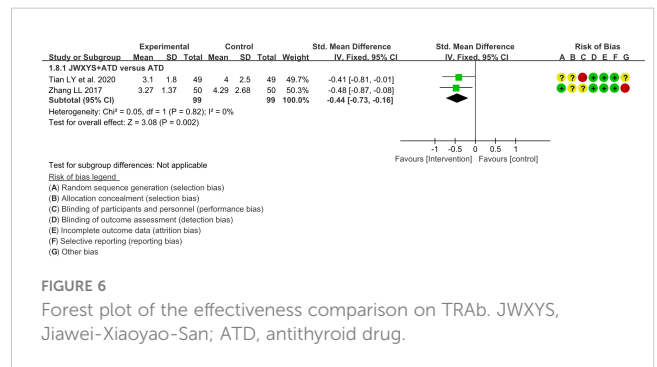 Experimental Control Std. Mean Difference Std. Mean Difference Risk of Bias
Study or Subgroup Mean SD Total Mean SD Total Weight IV, Fixed, 95% CI IV, Fixed, 95% CI A B C D E F G
1.8.1 JWXYS+ATD versus ATD
Tian LY et al. 2020 3.1 1.8 49 4 2.5 49 49.7% -0.41 [-0.81, -0.01] ? ? + + + ?
Zhang LL 2017 3.27 1.37 50 4.29 2.68 50 50.3% -0.48 [-0.87, -0.08] + ? ? + + +
Subtotal (95% CI) 99 99 100.0% -0.44 [-0.73, -0.16]
Heterogeneity: Chi² = 0.05, df = 1 (P = 0.82); I² = 0%
Test for overall effect: Z = 3.08 (P = 0.002)
-1 -0.5 0 0.5 1
Favours [Intervention] Favours [control]
Test for subgroup differences: Not applicable
Risk of bias legend
(A) Random sequence generation (selection bias)
(B) Allocation concealment (selection bias)
(C) Blinding of participants and personnel (performance bias)
(D) Blinding of outcome assessment (detection bias)
(E) Incomplete outcome data (attrition bias)
(F) Selective reporting (reporting bias)
(G) Other bias
FIGURE 6
Forest plot of the effectiveness comparison on TRAb. JWXYS,
Jiawei-Xiaoyao-San; ATD, antithyroid drug.